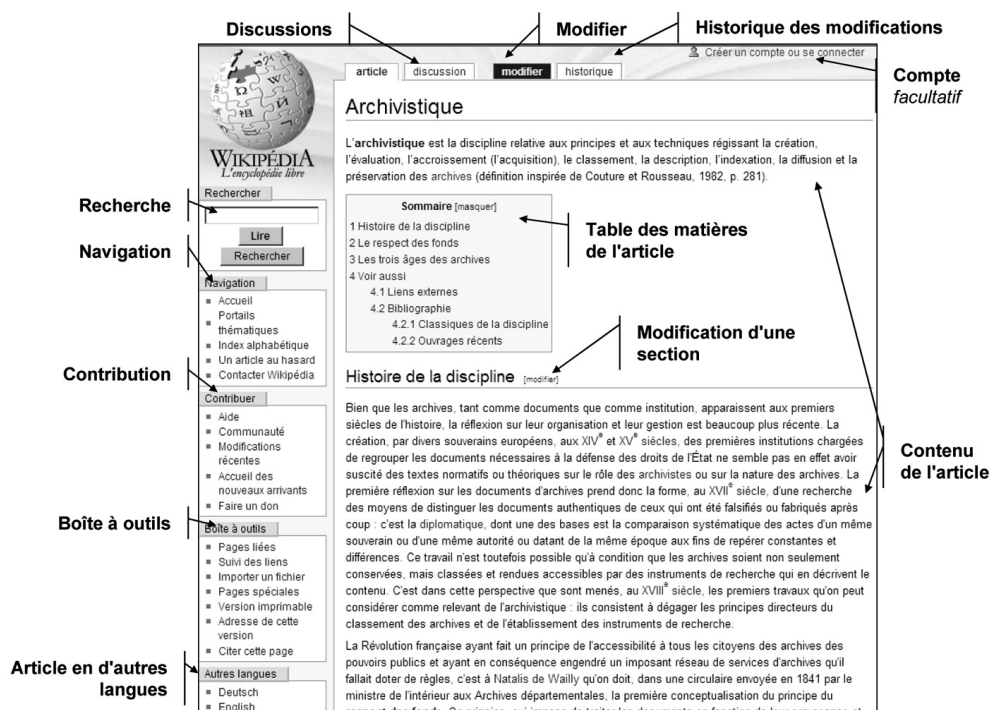 Discussions
Modifier
Historique des modifications
Créer un compte ou se connecter
Compte
facultatif
article
discussion
modifier
historique
WIKIPÉDIA
L'encyclopédie libre
Archivistique
L'archivistique est la discipline relative aux principes et aux techniques régissant la création,
l'évaluation, l'accroissement (l'acquisition), le classement, la description, l'indexation, la diffusion et la
préservation des archives (définition inspirée de Couture et Rousseau, 1982, p. 281).
Recherche
Rechercher
Lire
Rechercher
Sommaire [masquer]
1 Histoire de la discipline
2 Le respect des fonds
3 Les trois âges des archives
4 Voir aussi
4.1 Liens externes
4.2 Bibliographie
4.2.1 Classiques de la discipline
4.2.2 Ouvrages récents
Table des matières
de l'article
Navigation
Navigation
Accueil
Portails
thématiques
Index alphabétique
Un article au hasard
Contacter Wikipédia
Modification d'une
section
Histoire de la discipline [modifier]
Contribution
Contribuer
Aide
Communauté
Modifications
récentes
Accueil des
nouveaux arrivants
Faire un don
Bien que les archives, tant comme documents que comme institution, apparaissent aux premiers
siècles de l'histoire, la réflexion sur leur organisation et leur gestion est beaucoup plus récente. La
création, par divers souverains européens, aux XIVe et XVe siècles, des premières institutions chargées
de regrouper les documents nécessaires à la défense des droits de l'État ne semble pas en effet avoir
suscité des textes normatifs ou théoriques sur le rôle des archivistes ou sur la nature des archives. La
première réflexion sur les documents d'archives prend donc la forme, au XVIIe siècle, d'une recherche
des moyens de distinguer les documents authentiques de ceux qui ont été falsifiés ou fabriqués après
coup : c'est la diplomatique, dont une des bases est la comparaison systématique des actes d'un même
souverain ou d'une même autorité ou datant de la même époque aux fins de repérer constantes et
différences. Ce travail n'est toutefois possible qu'à condition que les archives soient non seulement
conservées, mais classées et rendues accessibles par des instruments de recherche qui en décrivent le
contenu. C'est dans cette perspective que sont menés, au XVIIIe siècle, les premiers travaux qu'on peut
considérer comme relevant de l'archivistique : ils consistent à dégager les principes directeurs du
classement des archives et de l'établissement des instruments de recherche.
Contenu
de l'article
Boîte à outils
Boîte à outils
Pages liées
Suivi des liens
Importer un fichier
Pages spéciales
Version imprimable
Adresse de cette
version
Citer cette page
La Révolution française ayant fait un principe de l'accessibilité à tous les citoyens des archives des
pouvoirs publics et ayant en conséquence engendré un imposant réseau de services d'archives qu'il
fallait doter de règles, c'est à Natalis de Wailly qu'on doit, dans une circulaire envoyée en 1841 par le
ministre de l'intérieur aux Archives départementales, la première conceptualisation du principe du
Article en d'autres
langues
Autres langues
Deutsch
English